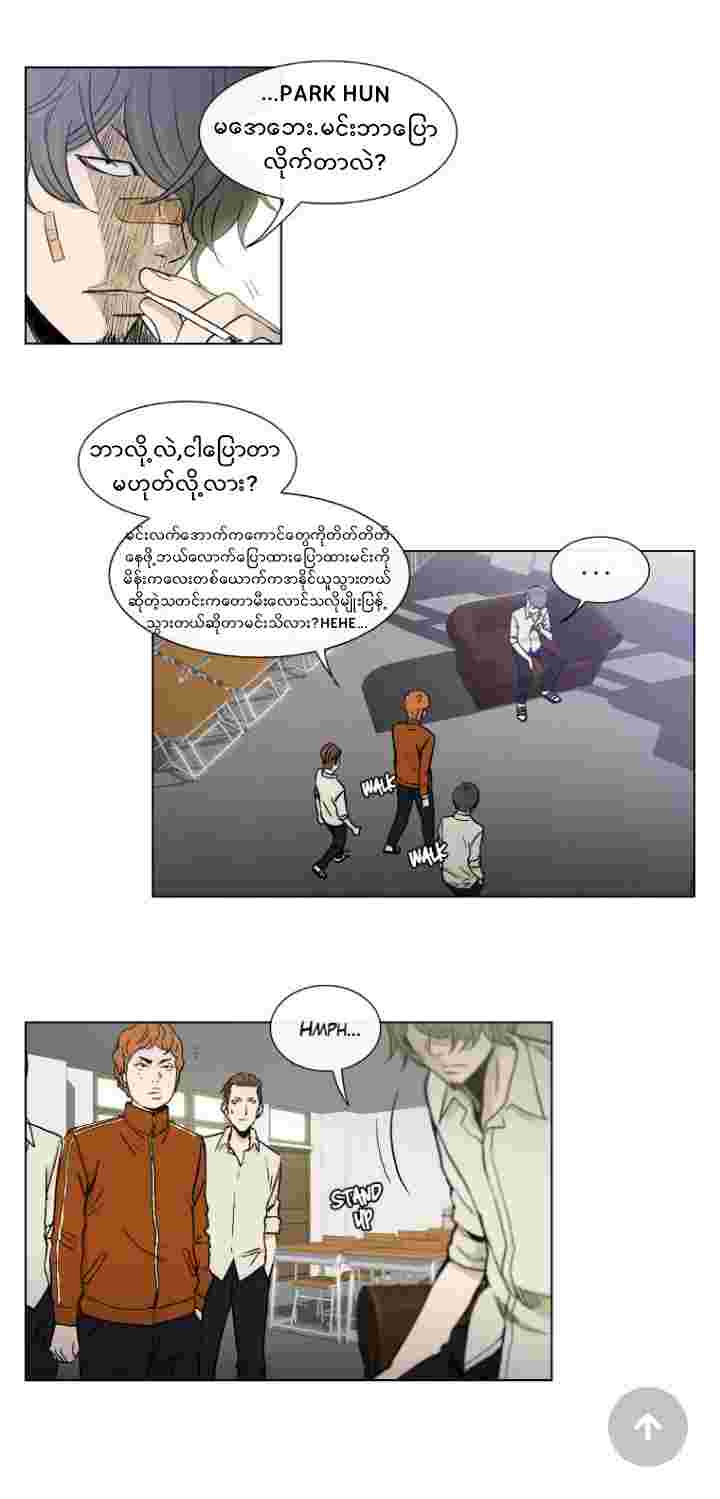 ...PARK HUN
မအေဘေး.မင်းဘာပြော
လိုက်တာလဲ?
ဘာလို့လဲ,ငါပြောတာ
မဟုတ်လို့လား?
မင်းလက်အောက်ကကောင်တွေကိုတိတ်တိတ်
နေဖို့ဘယ်လောက်ပြောထားပြောထားမင်းကို
မိန်းကလေးတစ်ယောက်ကအနိုင်ယူသွားတယ်
ဆိုတဲ့သတင်းကတောမီးလောင်သလိုမျိုးပြန့်
သွားတယ်ဆိုတာမင်းသိလား?HEHE...
...
WALK
WALK
HMPH...
STAND
UP